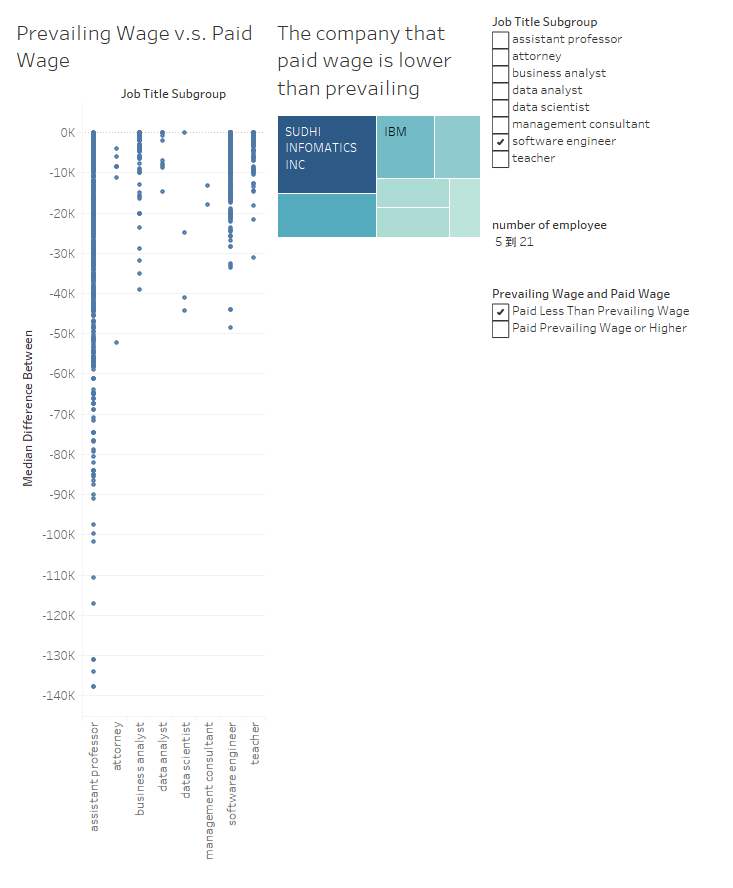 Prevailing Wage v.s. Paid
Wage
Job Title Subgroup
0K
-10K
-20K
-30K
-40K
-50K
-60K
-70K
-80K
-90K
-100K
-110K
-120K
-130K
-140K
Median Difference Between
assistant professor
attorney
business analyst
data analyst
data scientist
management consultant
software engineer
teacher
The company that
paid wage is lower
than prevailing
SUDHI
INFOMATICS
INC
IBM
Job Title Subgroup
assistant professor
attorney
business analyst
data analyst
data scientist
management consultant
software engineer
teacher
number of employee
5 到 21
Prevailing Wage and Paid Wage
Paid Less Than Prevailing Wage
Paid Prevailing Wage or Higher